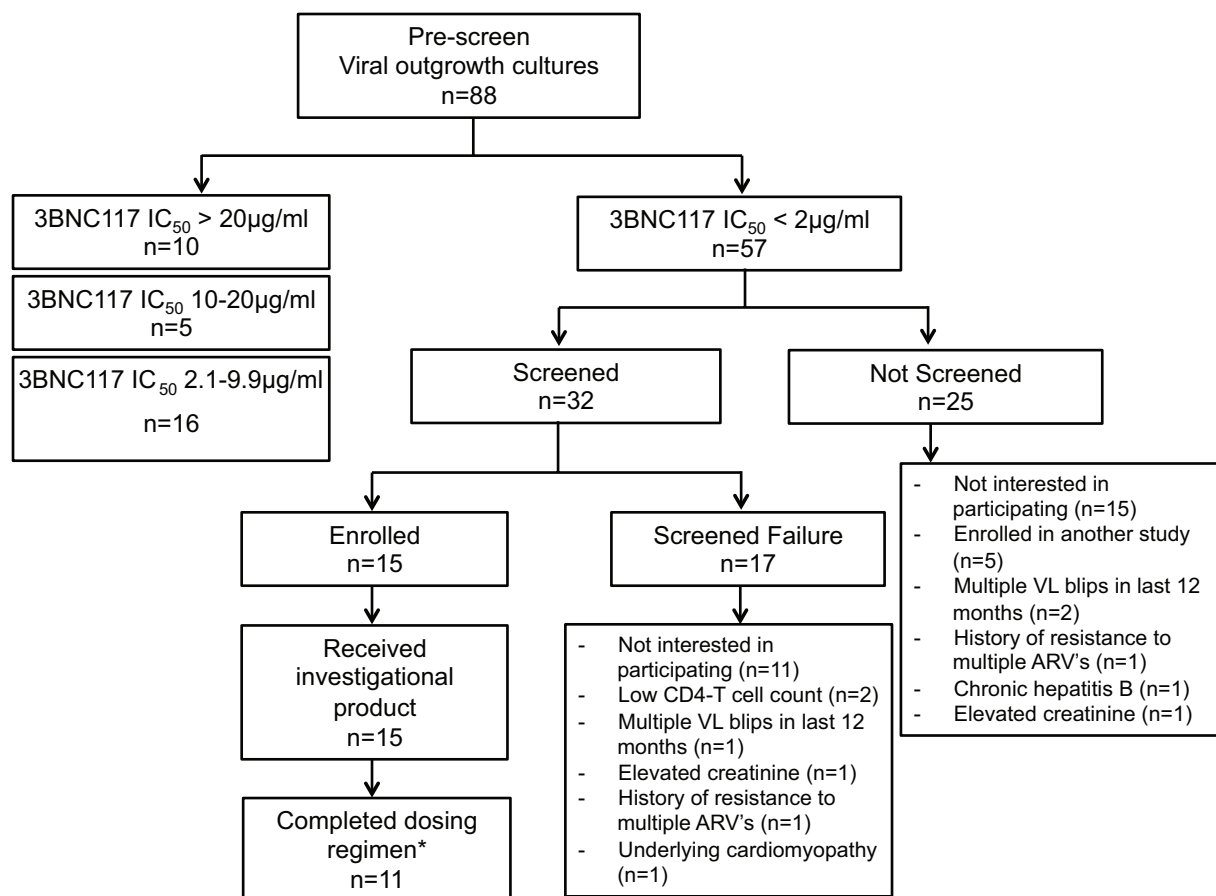 Pre-screen
Viral outgrowth cultures
n=88
3BNC117 IC50 > 20µg/ml
n=10
3BNC117 IC50 10-20µg/ml
n=5
3BNC117 IC50 2.1-9.9µg/ml
n=16
3BNC117 IC50 < 2µg/ml
n=57
Screened
n=32
Not Screened
n=25
- Not interested in
participating (n=15)
- Enrolled in another study
(n=5)
- Multiple VL blips in last 12
months (n=2)
- History of resistance to
multiple ARV's (n=1)
- Chronic hepatitis B (n=1)
- Elevated creatinine (n=1)
Enrolled
n=15
Screened Failure
n=17
- Not interested in
participating (n=11)
- Low CD4-T cell count (n=2)
- Multiple VL blips in last 12
months (n=1)
- Elevated creatinine (n=1)
- History of resistance to
multiple ARV's (n=1)
- Underlying cardiomyopathy
(n=1)
Received
investigational
product
n=15
Completed dosing
regimen*
n=11